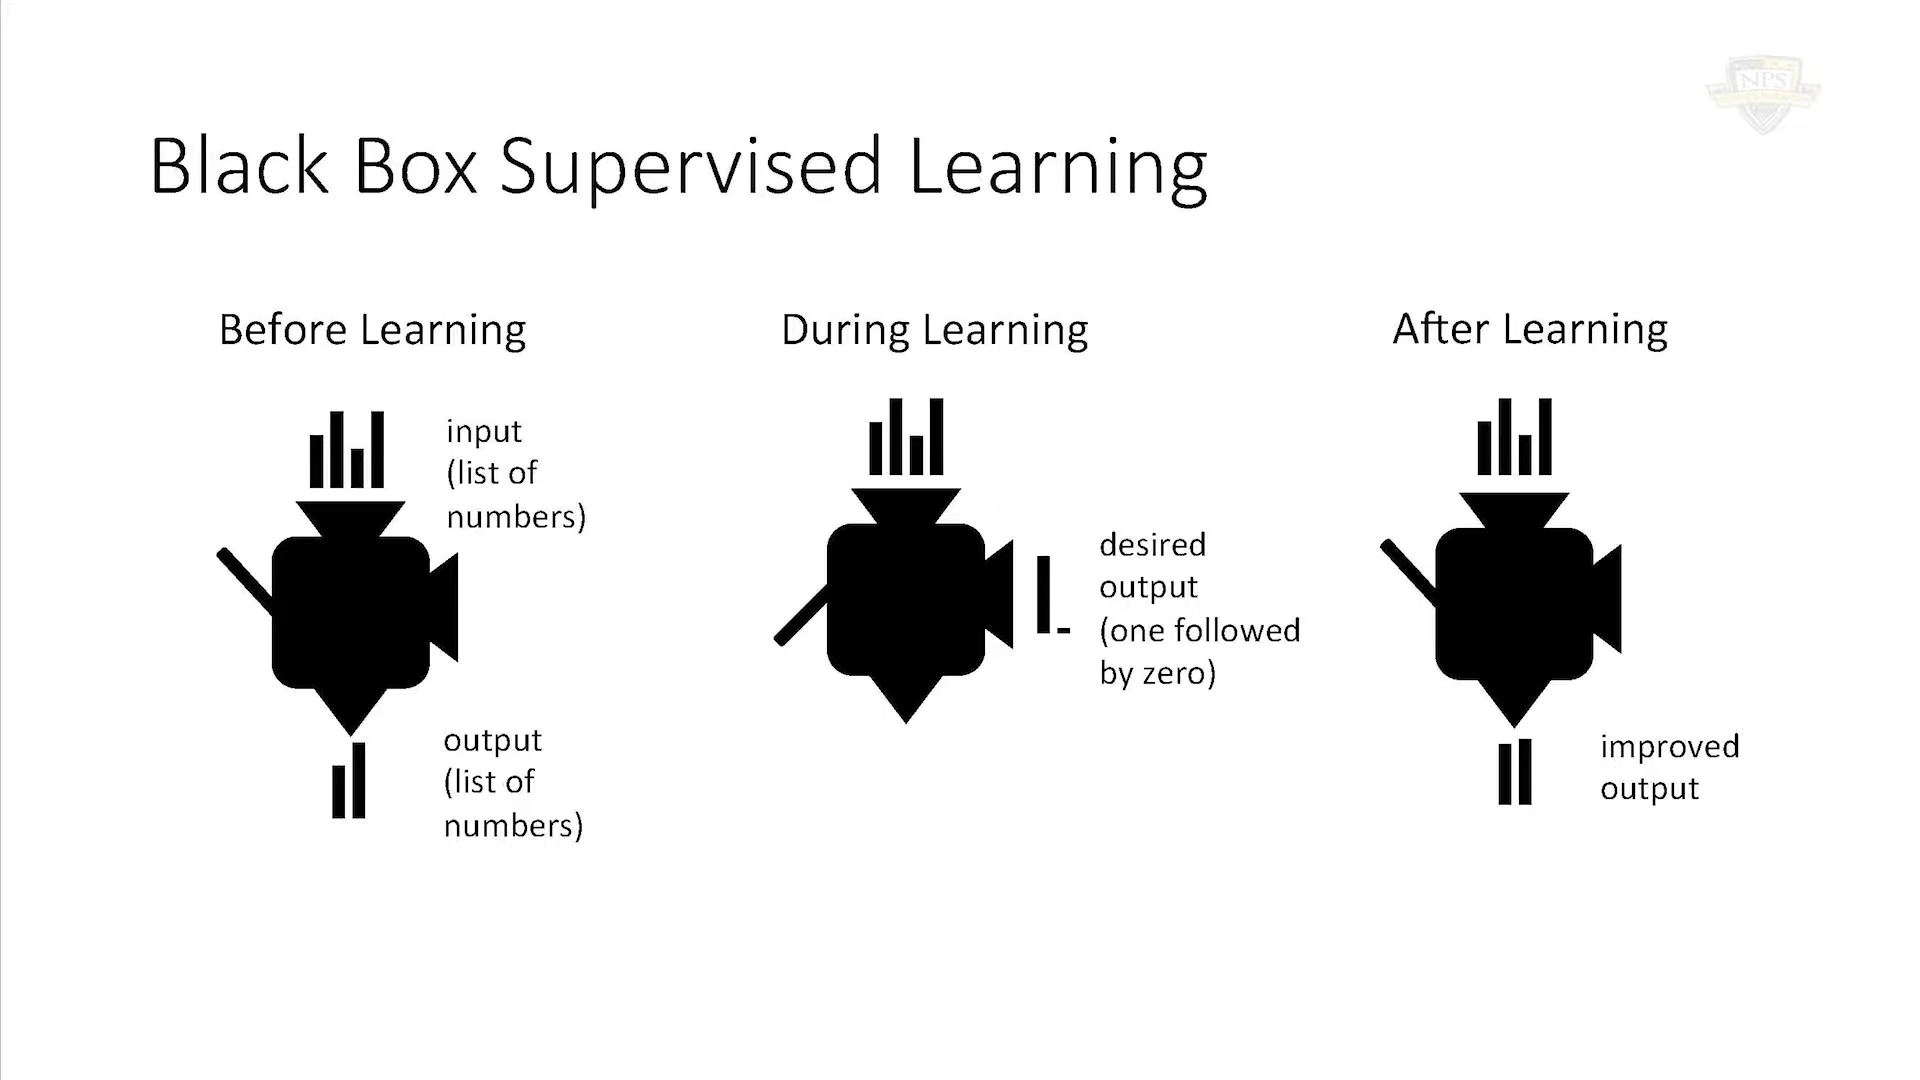 NPS
Black Box Supervised Learning
Before Learning
input
(list of
numbers)
output
(list of
numbers)
During Learning
desired
output
(one followed
by zero)
After Learning
improved
output